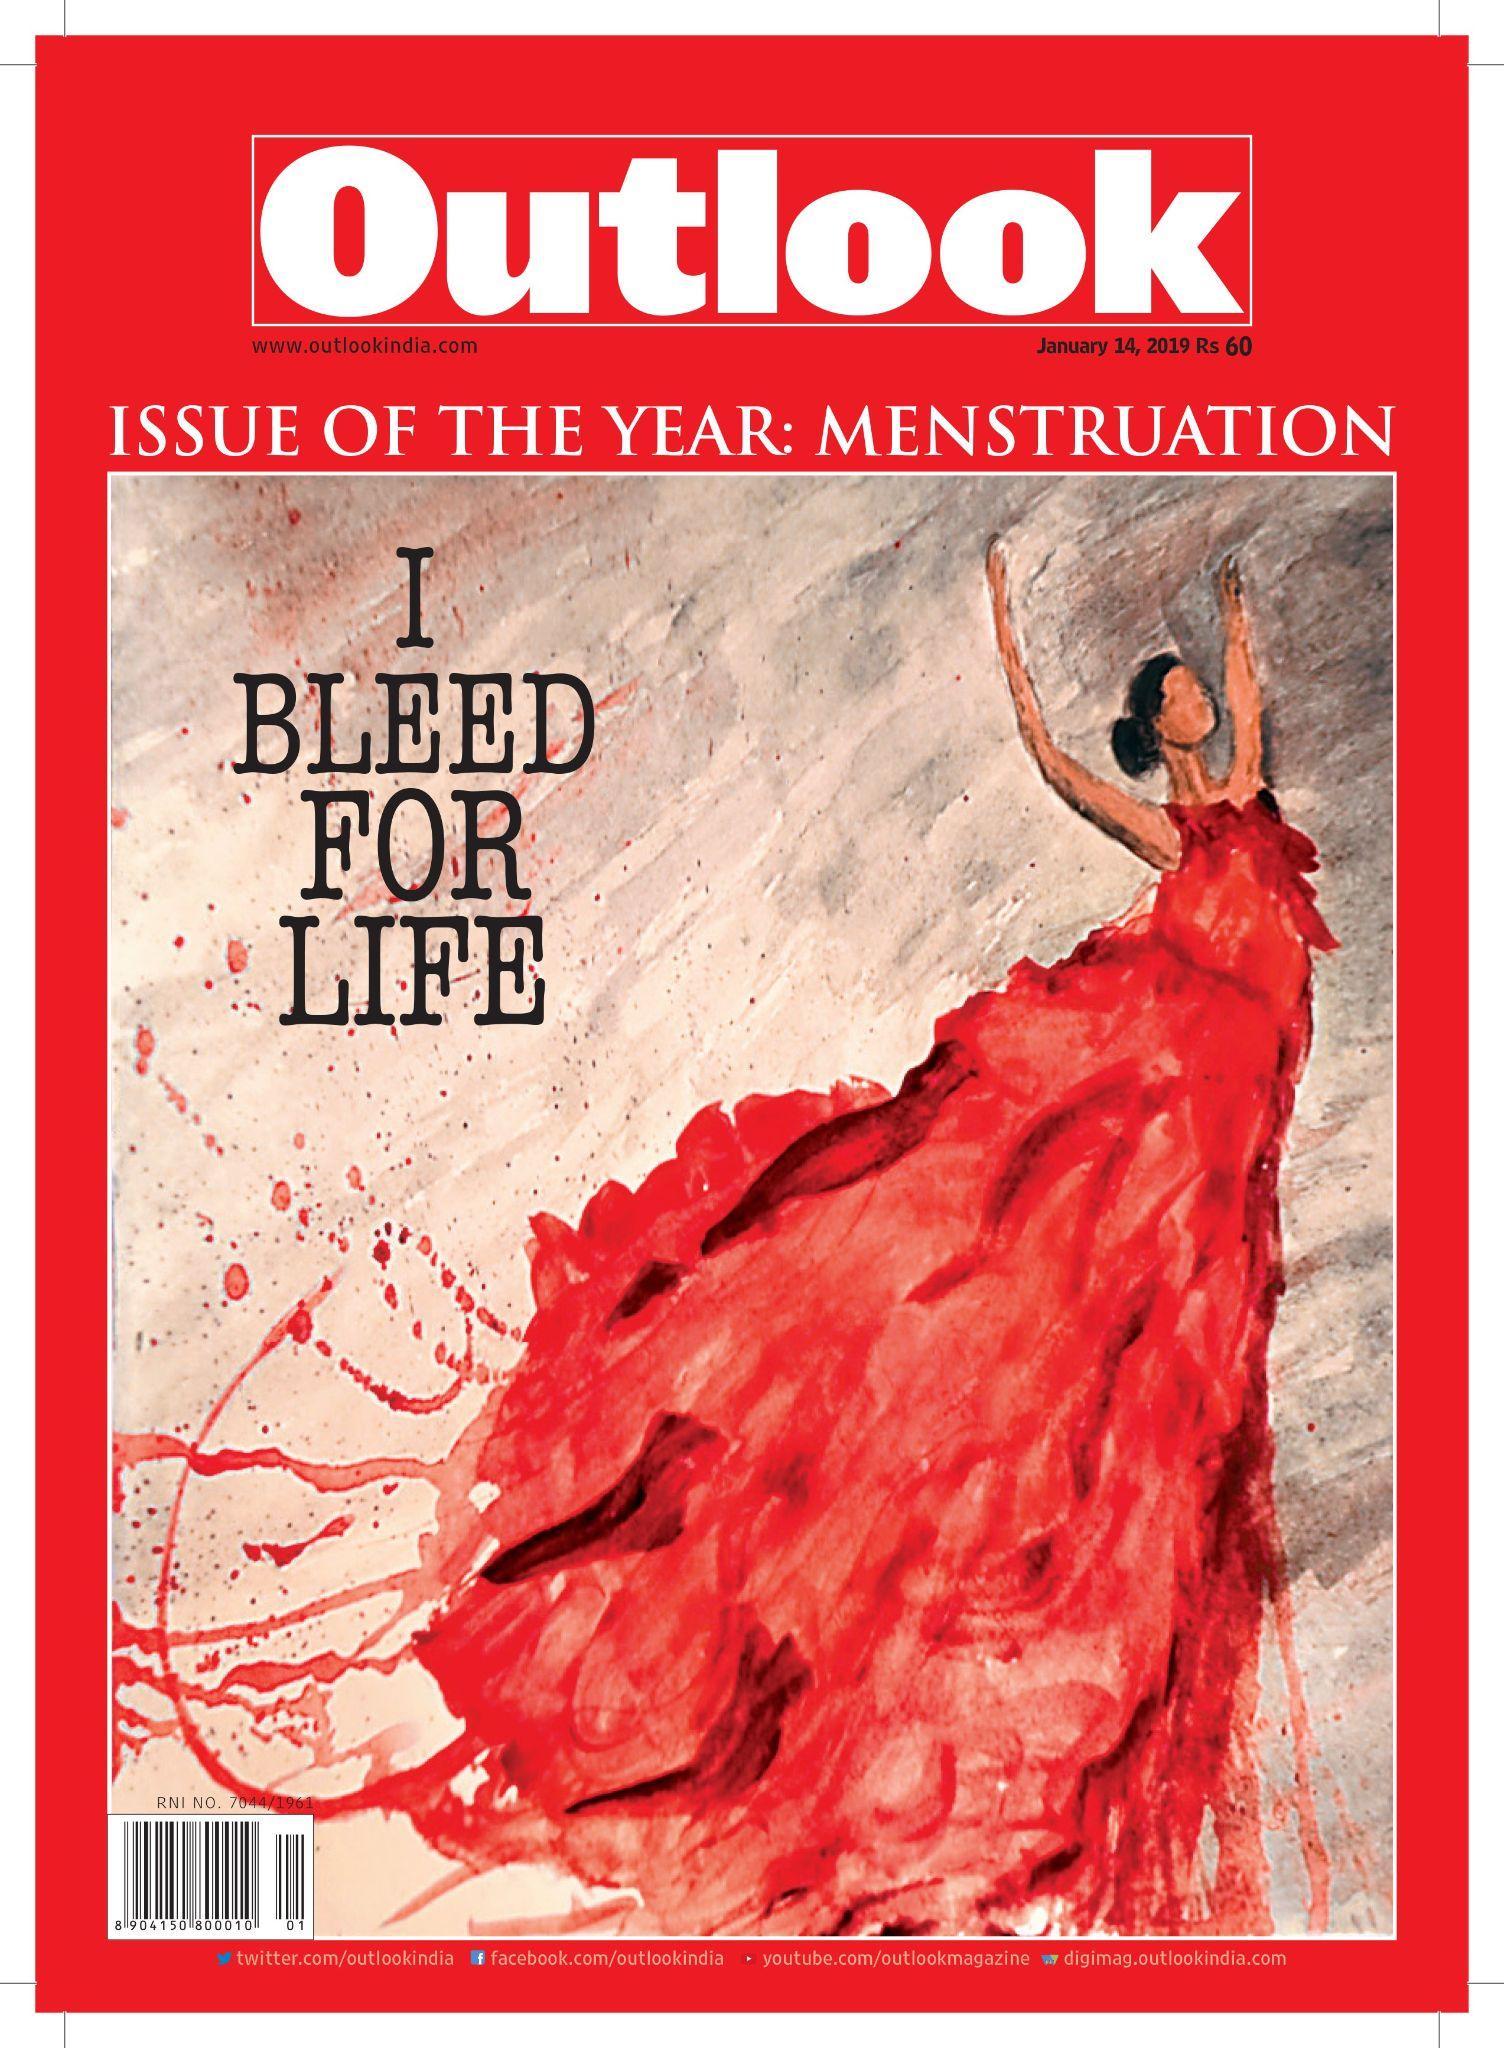 Outlook
www.outlookindia.com
January 14, 2019 Rs 60
ISSUE OF THE YEAR: MENSTRUATION
I
BLEED
FOR
LIFE
RNI NO. 7044/1961
8 904150 800010 01
twitter.com/outlookindia facebook.com/outlookindia youtube.com/outlookmagazine digimag.outlookindia.com